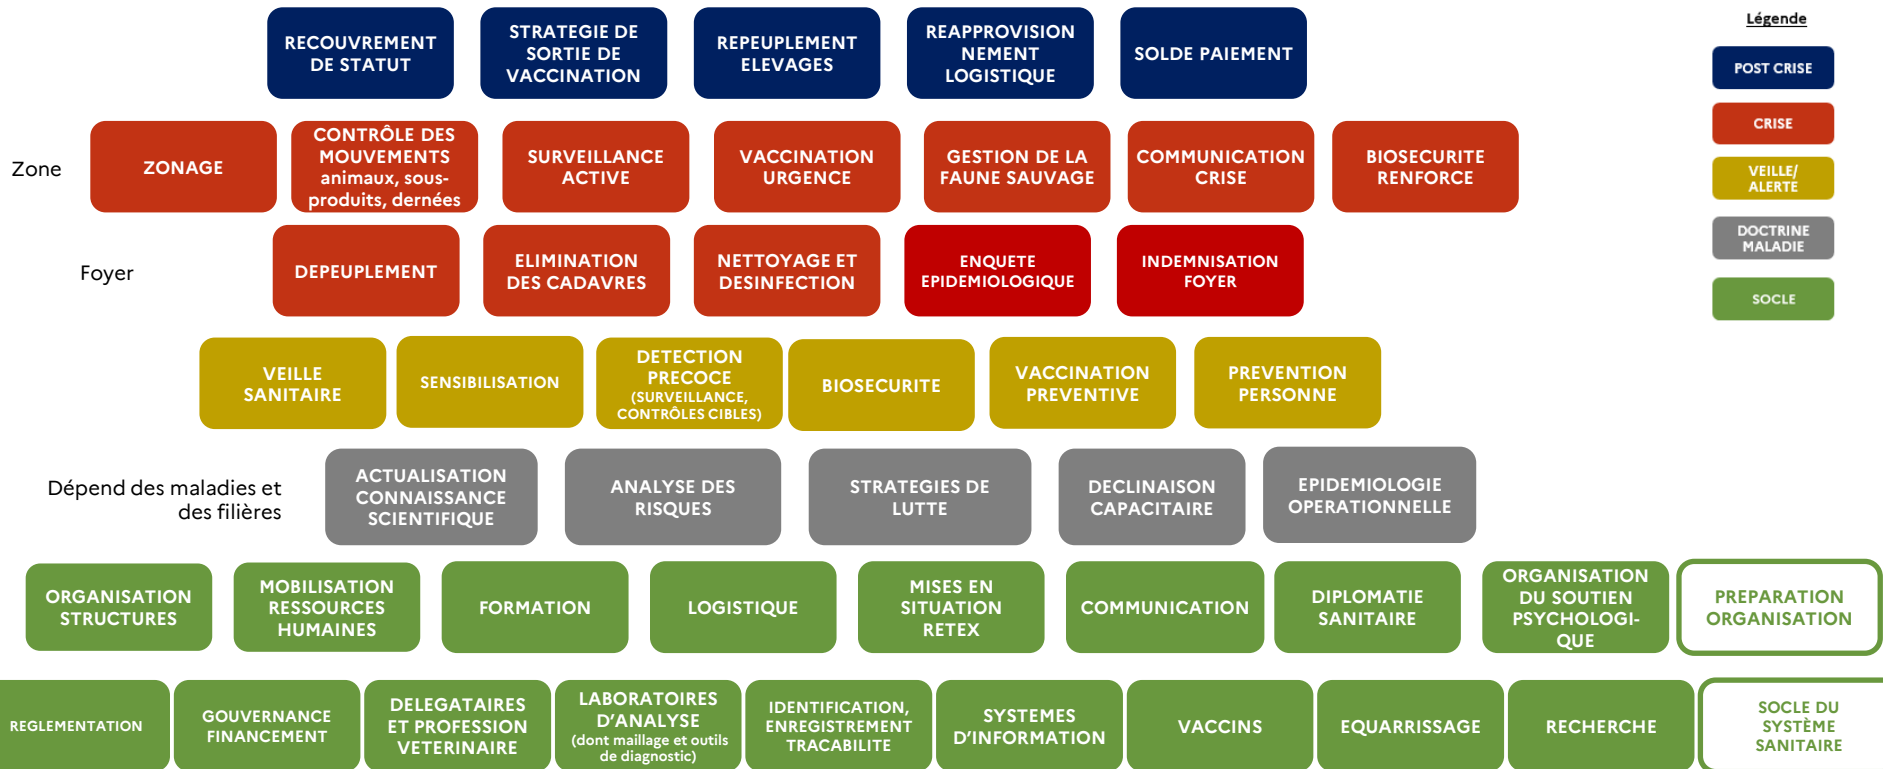 Légende
RECOUVREMENT
DE STATUT
STRATEGIE DE
SORTIE DE
VACCINATION
REPEUPLEMENT
ELEVAGES
REAPPROVISION
NEMENT
LOGISTIQUE
SOLDE PAIEMENT
POST CRISE
CRISE
VEILLE/
ALERTE
DOCTRINE
MALADIE
SOCLE
Zone
ZONAGE
CONTRÔLE DES
MOUVEMENTS
animaux, sous-
produits, dernées
SURVEILLANCE
ACTIVE
VACCINATION
URGENCE
GESTION DE LA
FAUNE SAUVAGE
COMMUNICATION
CRISE
BIOSECURITE
RENFORCE
Foyer
DEPEUPLEMENT
ELIMINATION
DES CADAVRES
NETTOYAGE ET
DESINFECTION
ENQUETE
EPIDEMIOLOGIQUE
INDEMNISATION
FOYER
VEILLE
SANITAIRE
SENSIBILISATION
DETECTION
PRECOCE
(SURVEILLANCE,
CONTRÔLES CIBLES)
BIOSECURITE
VACCINATION
PREVENTIVE
PREVENTION
PERSONNE
Dépend des maladies et
des filières
ACTUALISATION
CONNAISSANCE
SCIENTIFIQUE
ANALYSE DES
RISQUES
STRATEGIES DE
LUTTE
DECLINAISON
CAPACITAIRE
EPIDEMIOLOGIE
OPERATIONNELLE
ORGANISATION
STRUCTURES
MOBILISATION
RESSOURCES
HUMAINES
FORMATION
LOGISTIQUE
MISES EN
SITUATION
RETEX
COMMUNICATION
DIPLOMATIE
SANITAIRE
ORGANISATION
DU SOUTIEN
PSYCHOLOGI-
QUE
PREPARATION
ORGANISATION
REGLEMENTATION
GOUVERNANCE
FINANCEMENT
DELEGATAIRES
ET PROFESSION
VETERINAIRE
LABORATOIRES
D'ANALYSE
(dont maillage et outils
de diagnostic)
IDENTIFICATION,
ENREGISTREMENT
TRACABILITE
SYSTEMES
D'INFORMATION
VACCINS
EQUARRISSAGE
RECHERCHE
SOCLE DU
SYSTÈME
SANITAIRE